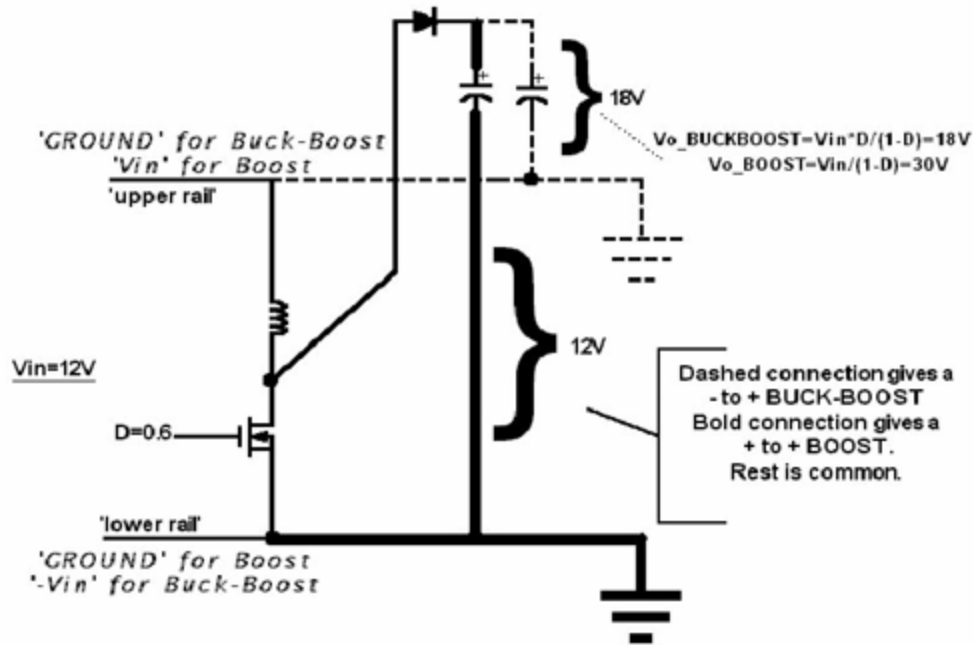 18V
'GROUND' for Buck-Boost
'Vin' for Boost
'upper rail'
Vo_BUCKBOOST=Vin*D/(1-D)=18V
Vo_BOOST=Vin/(1-D)=30V
12V
Vin=12V
D=0.6
Dashed connection gives a
- to + BUCK-BOOST
Bold connection gives a
+ to + BOOST.
Rest is common.
'lower rail'
'GROUND' for Boost
'-Vin' for Buck-Boost
+
+